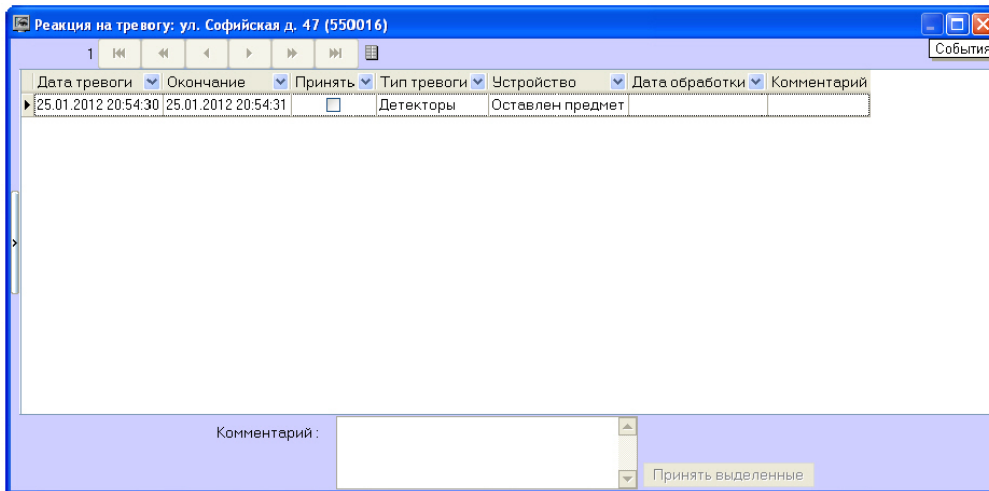 Реакция на тревогу: ул. Софийская д. 47 (550016)
1
События
Дата тревоги Окончание Принять Тип тревоги Устройство Дата обработки Комментарий
25.01.2012 20:54:30 25.01.2012 20:54:31 Детекторы Оставлен предмет
Комментарий :
Принять выделенные